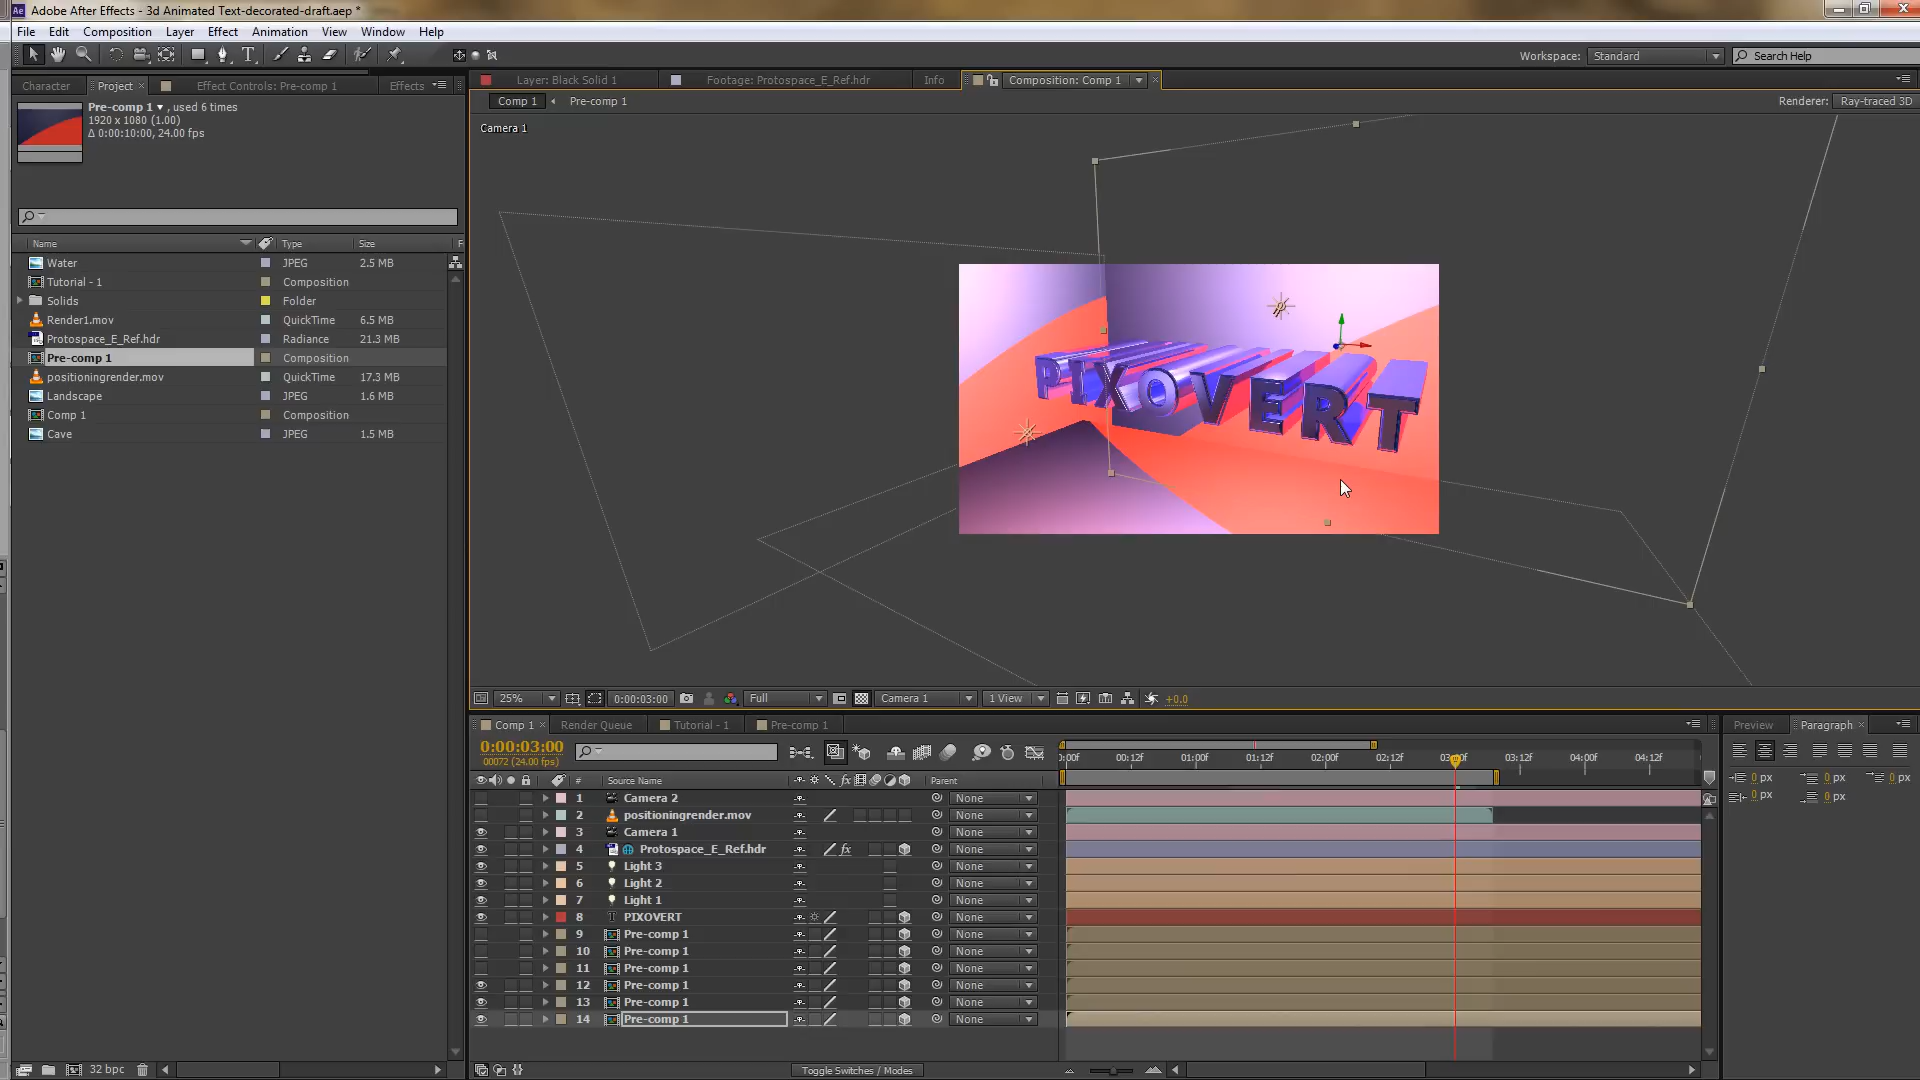 Adobe After Effects - 3d Animated Text-decorated-draft.aep *
File Edit Composition Layer Effect Animation View Window Help
Workspace: Standard Search Help
Character Project Effect Controls: Pre-comp 1 Effects
Layer: Black Solid 1 Footage: Protospace_E_Ref.hdr Info Composition: Comp 1
Pre-comp 1 , used 6 times
1920 x 1080 (1.00)
Δ 0:00:10:00, 24.00 fps
Comp 1 Pre-comp 1
Renderer: Ray-traced 3D
Camera 1
Name Type Size F
Water JPEG 2.5 MB
Tutorial - 1 Composition
Solids Folder
Render1.mov QuickTime 6.5 MB
Protospace_E_Ref.hdr Radiance 21.3 MB
Pre-comp 1 Composition
positioningrender.mov QuickTime 17.3 MB
Landscape JPEG 1.6 MB
Comp 1 Composition
Cave JPEG 1.5 MB
PIXOVERT
25% 0:00:03:00 Full Camera 1 1 View +0.0
Comp 1 Render Queue Tutorial - 1 Pre-comp 1
Preview Paragraph
0:00:03:00
00072 (24.00 fps)
:00f 00:12f 01:00f 01:12f 02:00f 02:12f 03:00f 03:12f 04:00f 04:12f
0 px 0 px 0 px
0 px 0 px
# Source Name Parent
1 Camera 2 None
2 positioningrender.mov None
3 Camera 1 None
4 Protospace_E_Ref.hdr fx None
5 Light 3 None
6 Light 2 None
7 Light 1 None
8 PIXOVERT None
9 Pre-comp 1 None
10 Pre-comp 1 None
11 Pre-comp 1 None
12 Pre-comp 1 None
13 Pre-comp 1 None
14 Pre-comp 1 None
32 bpc
Toggle Switches / Modes